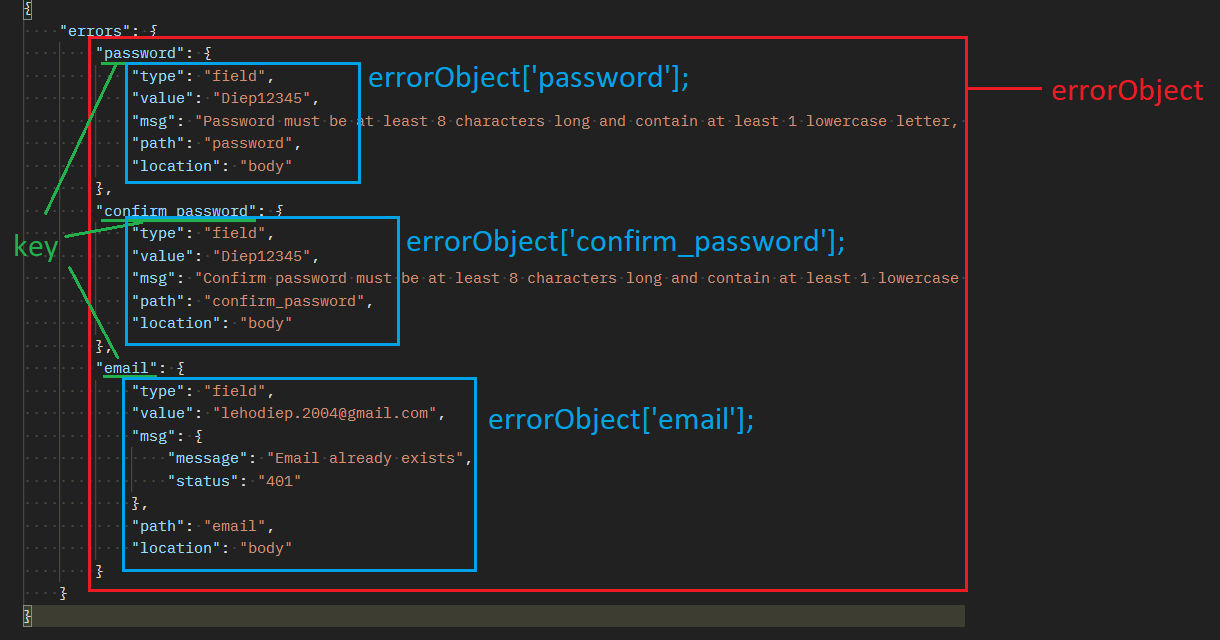 {
"errors": {
"password": {
"type": "field",
errorObject['password'];
errorObject
"value": "Diep12345",
"msg": "Password must be at least 8 characters long and contain at least 1 lowercase letter,
"path": "password",
"location": "body"
},
"confirm_password": {
key
"type": "field",
errorObject['confirm_password'];
"value": "Diep12345",
"msg": "Confirm password must be at least 8 characters long and contain at least 1 lowercase
"path": "confirm_password",
"location": "body"
},
"email": {
"type": "field",
"value": "lehodiep.2004@gmail.com",
errorObject['email'];
"msg": {
"message": "Email already exists",
"status": "401"
},
"path": "email",
"location": "body"
}
}
}